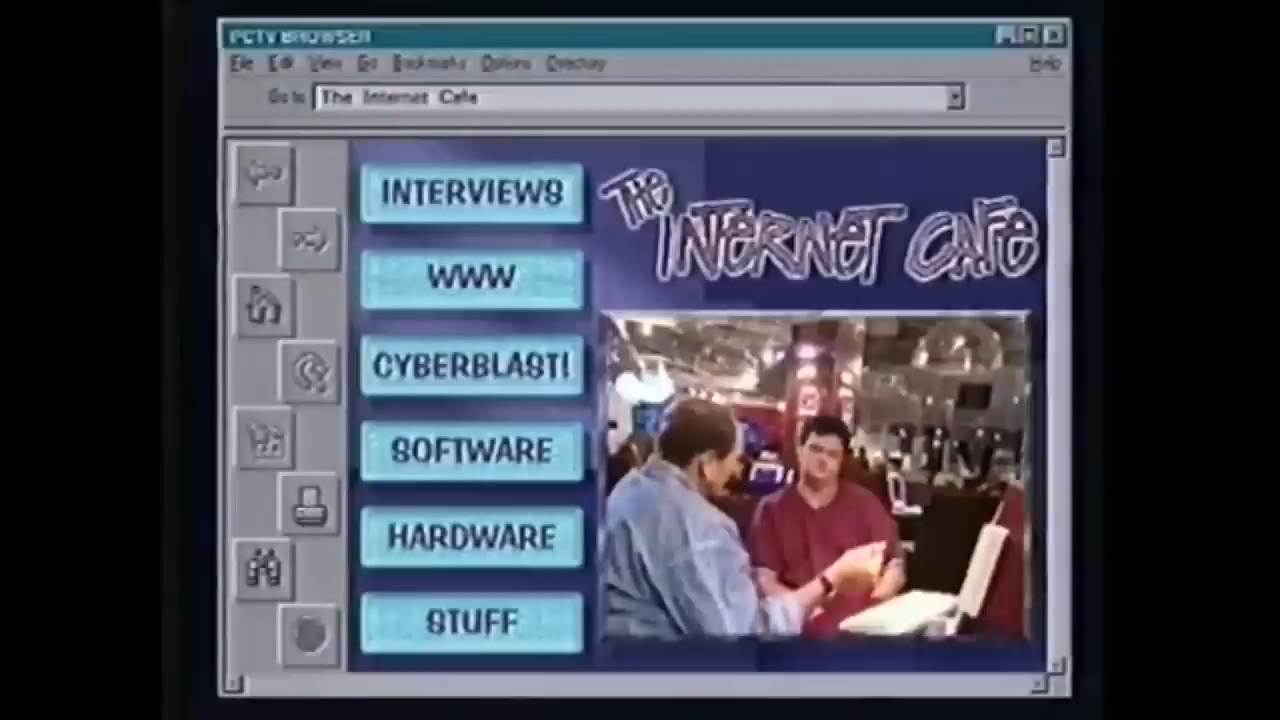 PCTV BROWSER
File Edit View Go Bookmarks Options Directory Help
Go to The Internet Cafe
INTERVIEWS
The
INTERNET CAFE
WWW
CYBERBLAST!
SOFTWARE
HARDWARE
STUFF